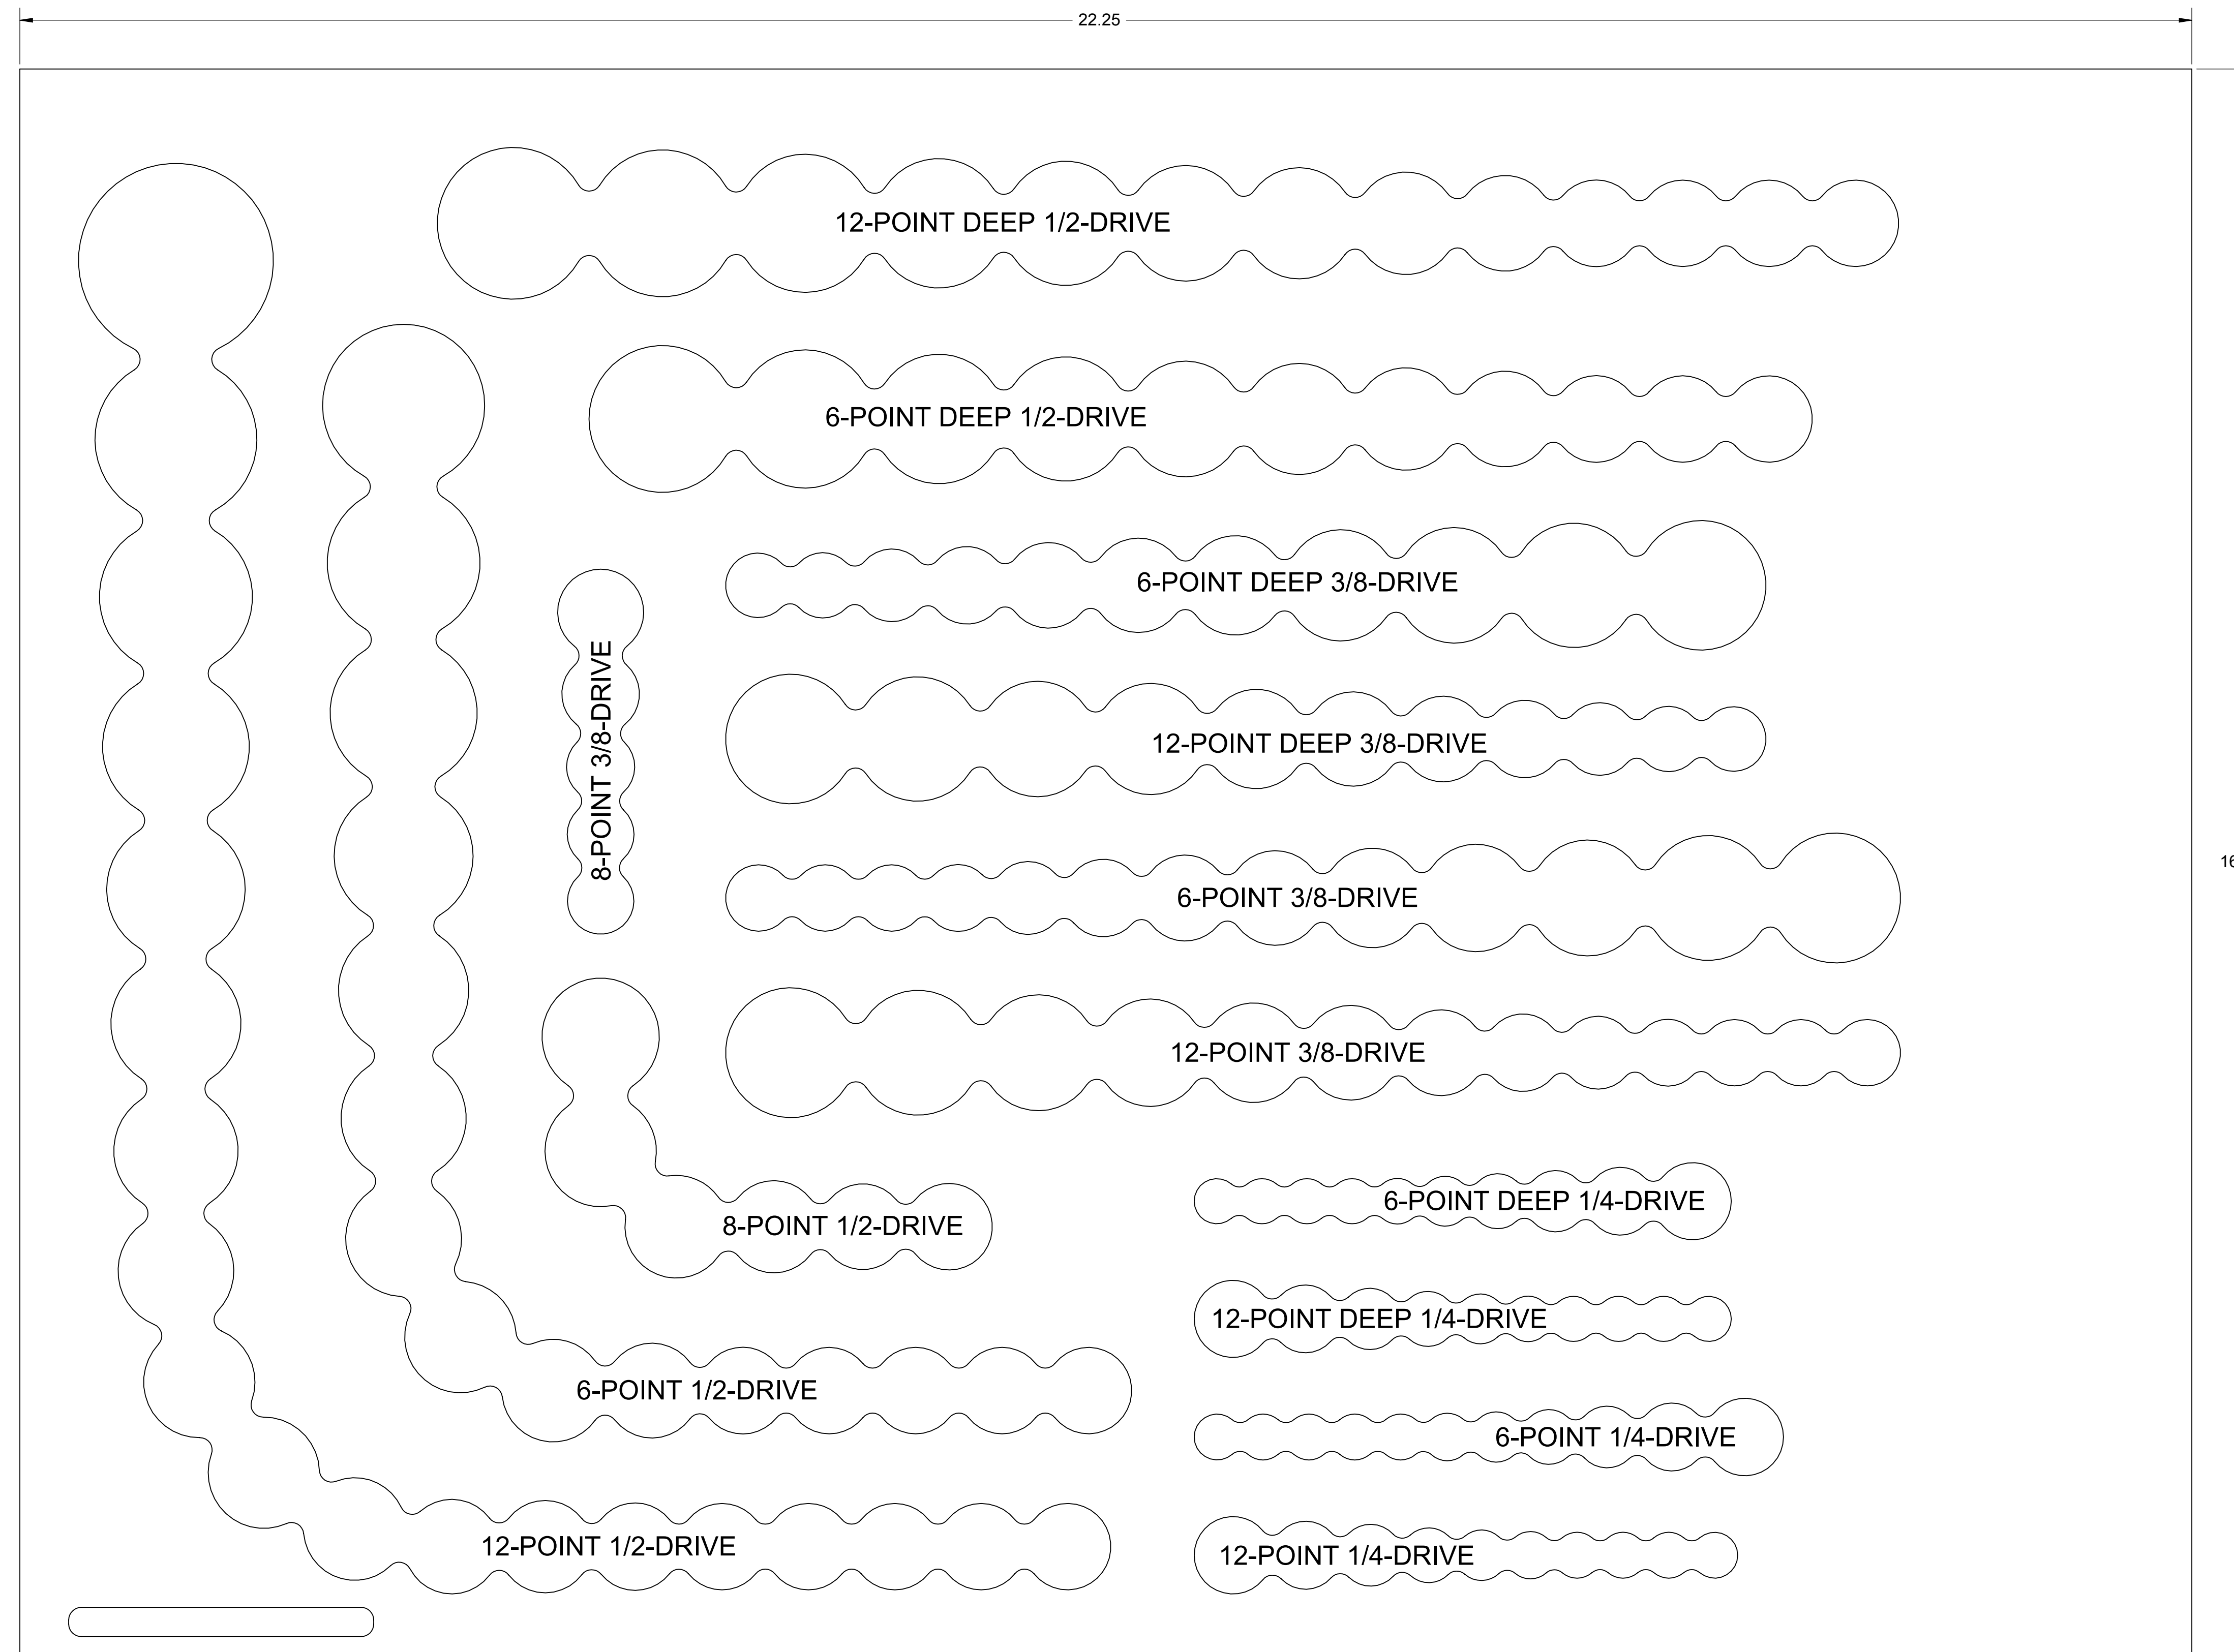 22.25
12-POINT DEEP 1/2-DRIVE
6-POINT DEEP 1/2-DRIVE
6-POINT DEEP 3/8-DRIVE
8-POINT 3/8-DRIVE
12-POINT DEEP 3/8-DRIVE
16
6-POINT 3/8-DRIVE
12-POINT 3/8-DRIVE
6-POINT DEEP 1/4-DRIVE
8-POINT 1/2-DRIVE
12-POINT DEEP 1/4-DRIVE
6-POINT 1/2-DRIVE
6-POINT 1/4-DRIVE
12-POINT 1/2-DRIVE
12-POINT 1/4-DRIVE